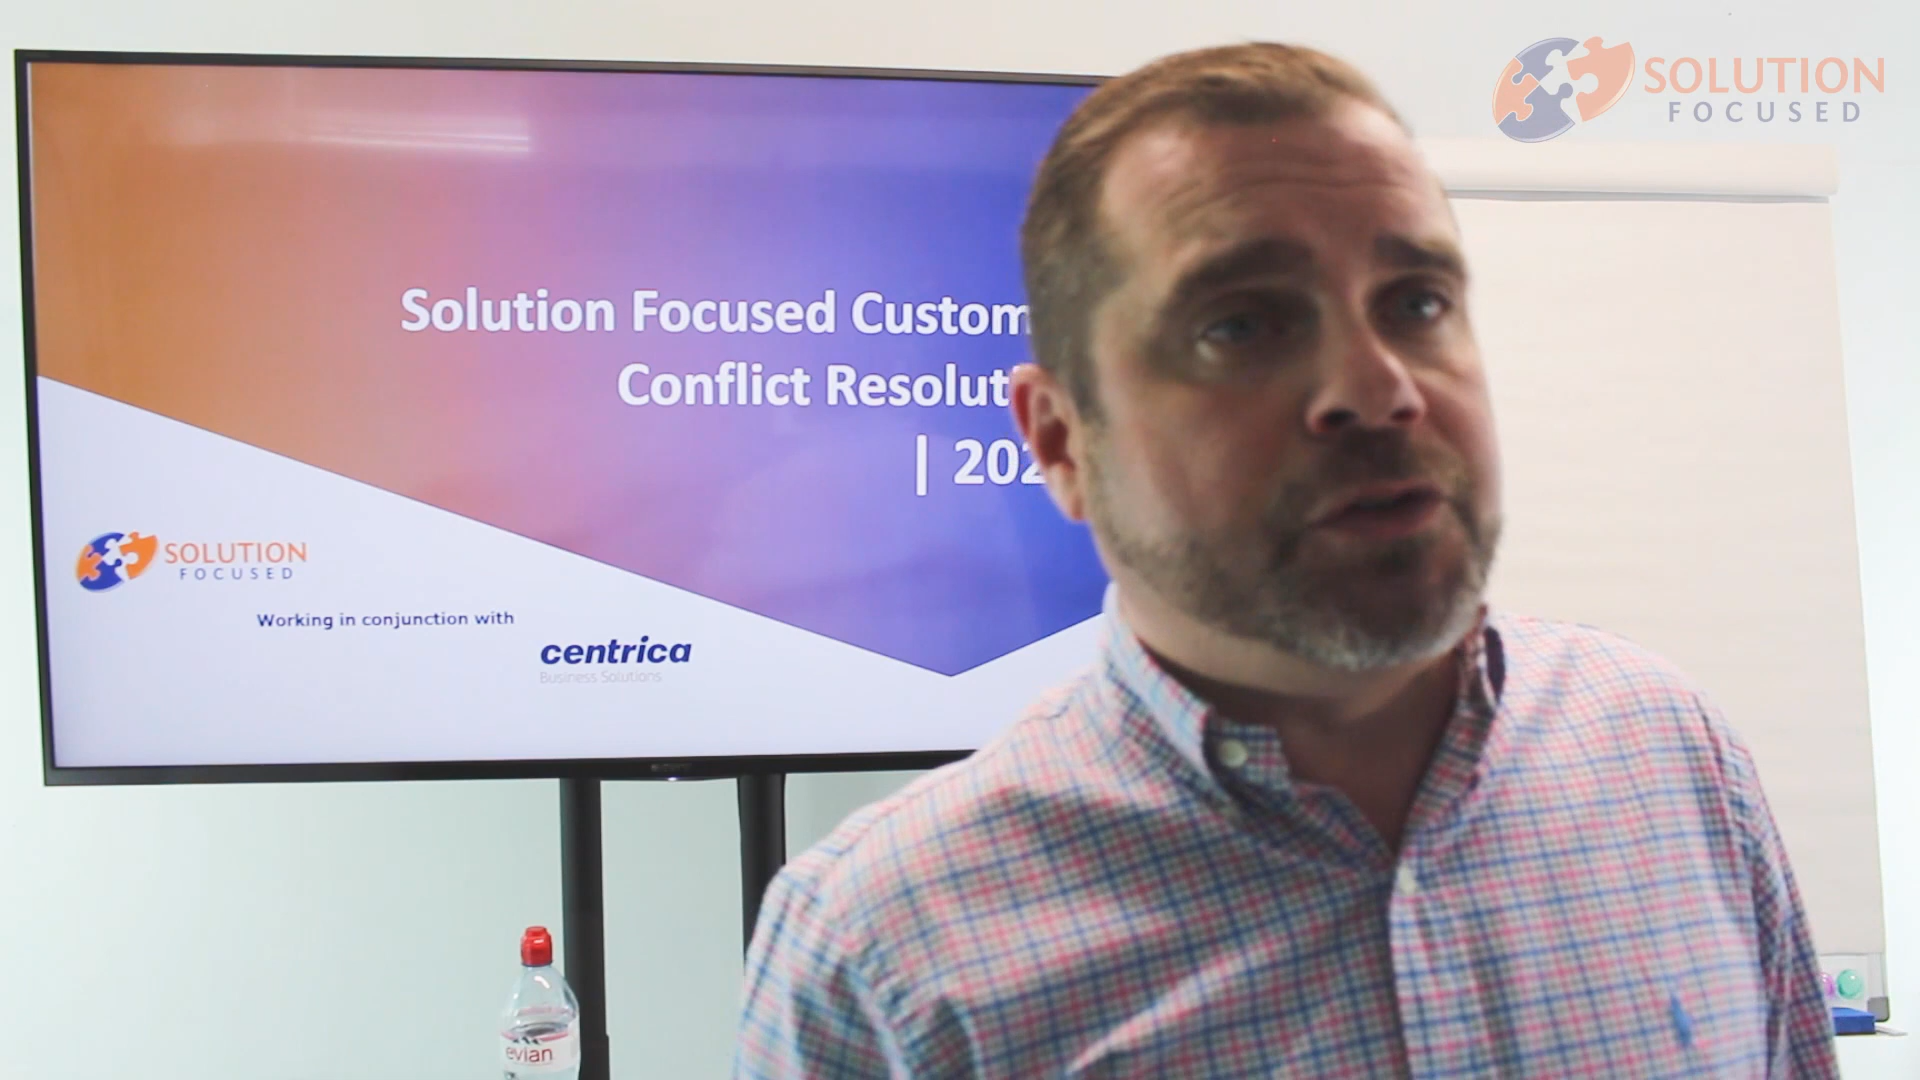 SOLUTION
FOCUSED
Solution Focused Custom
Conflict Resolut
| 202
SOLUTION
FOCUSED
Working in conjunction with
centrica
Business Solutions
evian